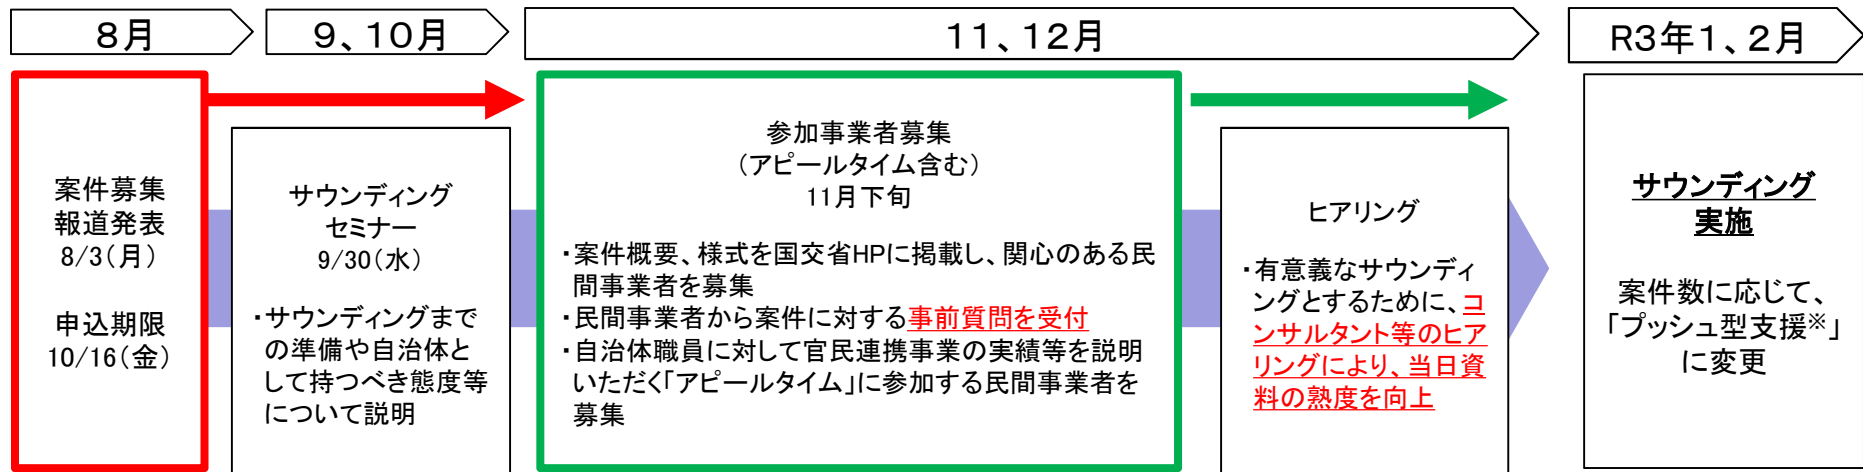 8月
9、10月
11、12月
R3年1、2月
案件募集
報道発表
8/3(月)
申込期限
10/16(金)
サウンディング
セミナー
9/30(水)
・サウンディングまで
の準備や自治体と
して持つべき態度等
について説明
参加事業者募集
(アピールタイム含む)
11月下旬
・案件概要、様式を国交省HPに掲載し、関心のある民
間事業者を募集
・民間事業者から案件に対する事前質問を受付
・自治体職員に対して官民連携事業の実績等を説明
いただく「アピールタイム」に参加する民間事業者を
募集
ヒアリング
・有意義なサウンディ
ングとするために、コ
ンサルタント等のヒア
リングにより、当日資
料の熟度を向上
サウンディング
実施
案件数に応じて、
「プッシュ型支援※」
に変更